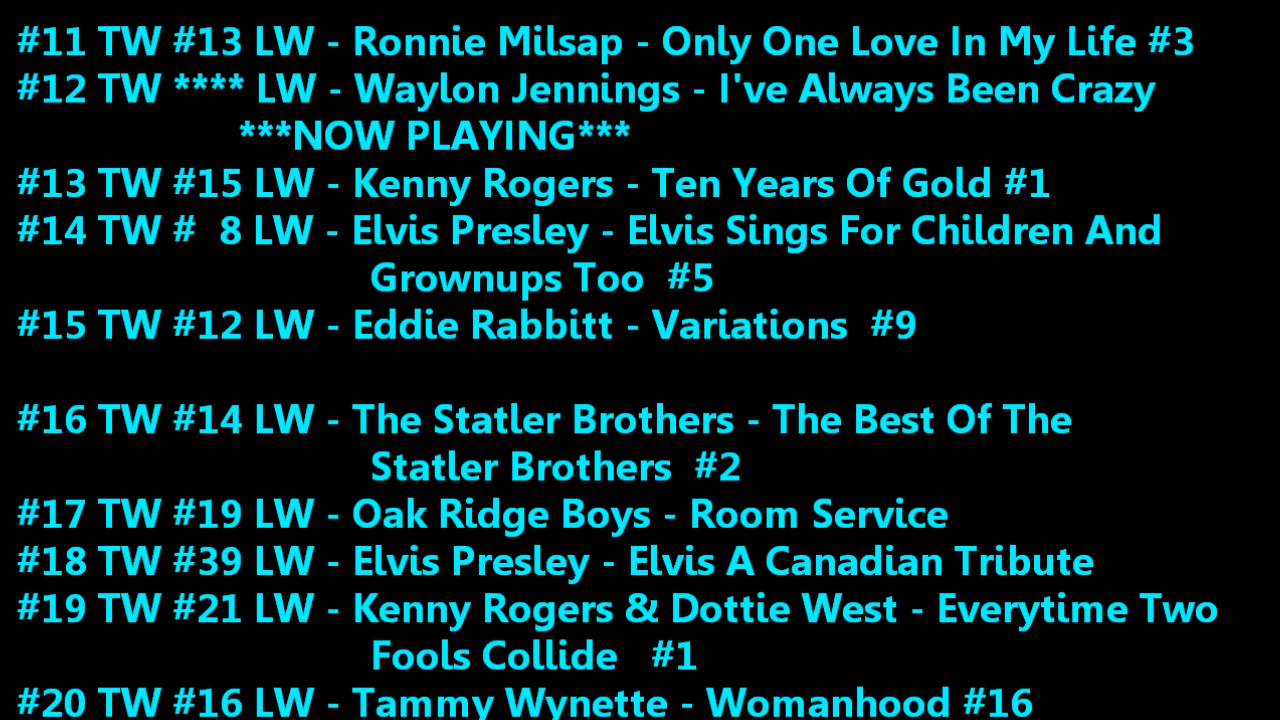 #11 TW #13 LW - Ronnie Milsap - Only One Love In My Life #3
#12 TW **** LW - Waylon Jennings - I've Always Been Crazy
***NOW PLAYING***
#13 TW #15 LW - Kenny Rogers - Ten Years Of Gold #1
#14 TW #  8 LW - Elvis Presley - Elvis Sings For Children And
Grownups Too  #5
#15 TW #12 LW - Eddie Rabbitt - Variations  #9
#16 TW #14 LW - The Statler Brothers - The Best Of The
Statler Brothers  #2
#17 TW #19 LW - Oak Ridge Boys - Room Service
#18 TW #39 LW - Elvis Presley - Elvis A Canadian Tribute
#19 TW #21 LW - Kenny Rogers & Dottie West - Everytime Two
Fools Collide   #1
#20 TW #16 LW - Tammy Wynette - Womanhood #16